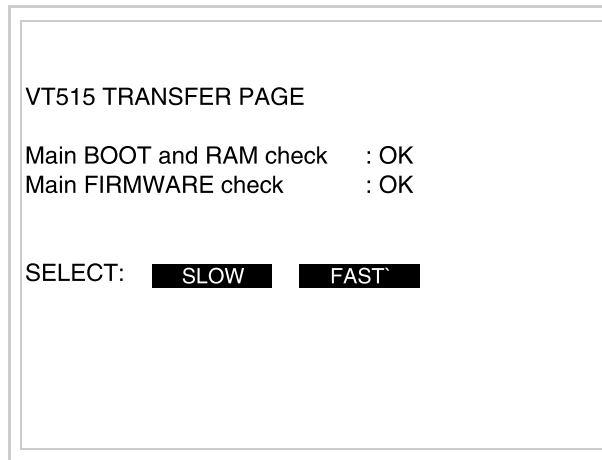 VT515 TRANSFER PAGE
Main BOOT and RAM check : OK
Main FIRMWARE check : OK
SELECT: SLOW FAST`